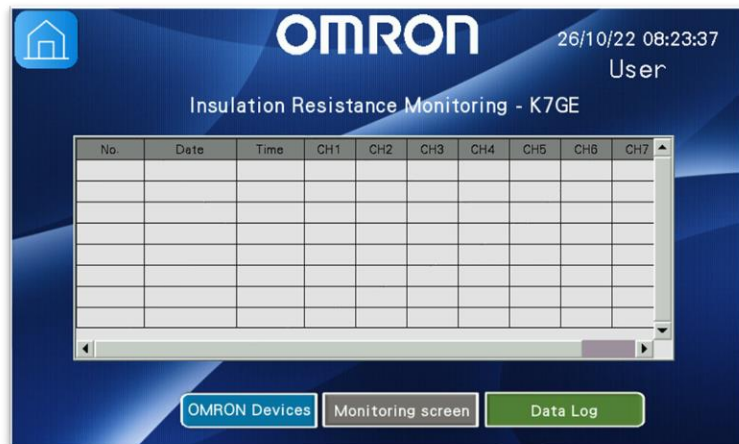 OMRON
26/10/22 08:23:37
User
Insulation Resistance Monitoring - K7GE
No. Date Time CH1 CH2 CH3 CH4 CH5 CH6 CH7
OMRON Devices Monitoring screen Data Log